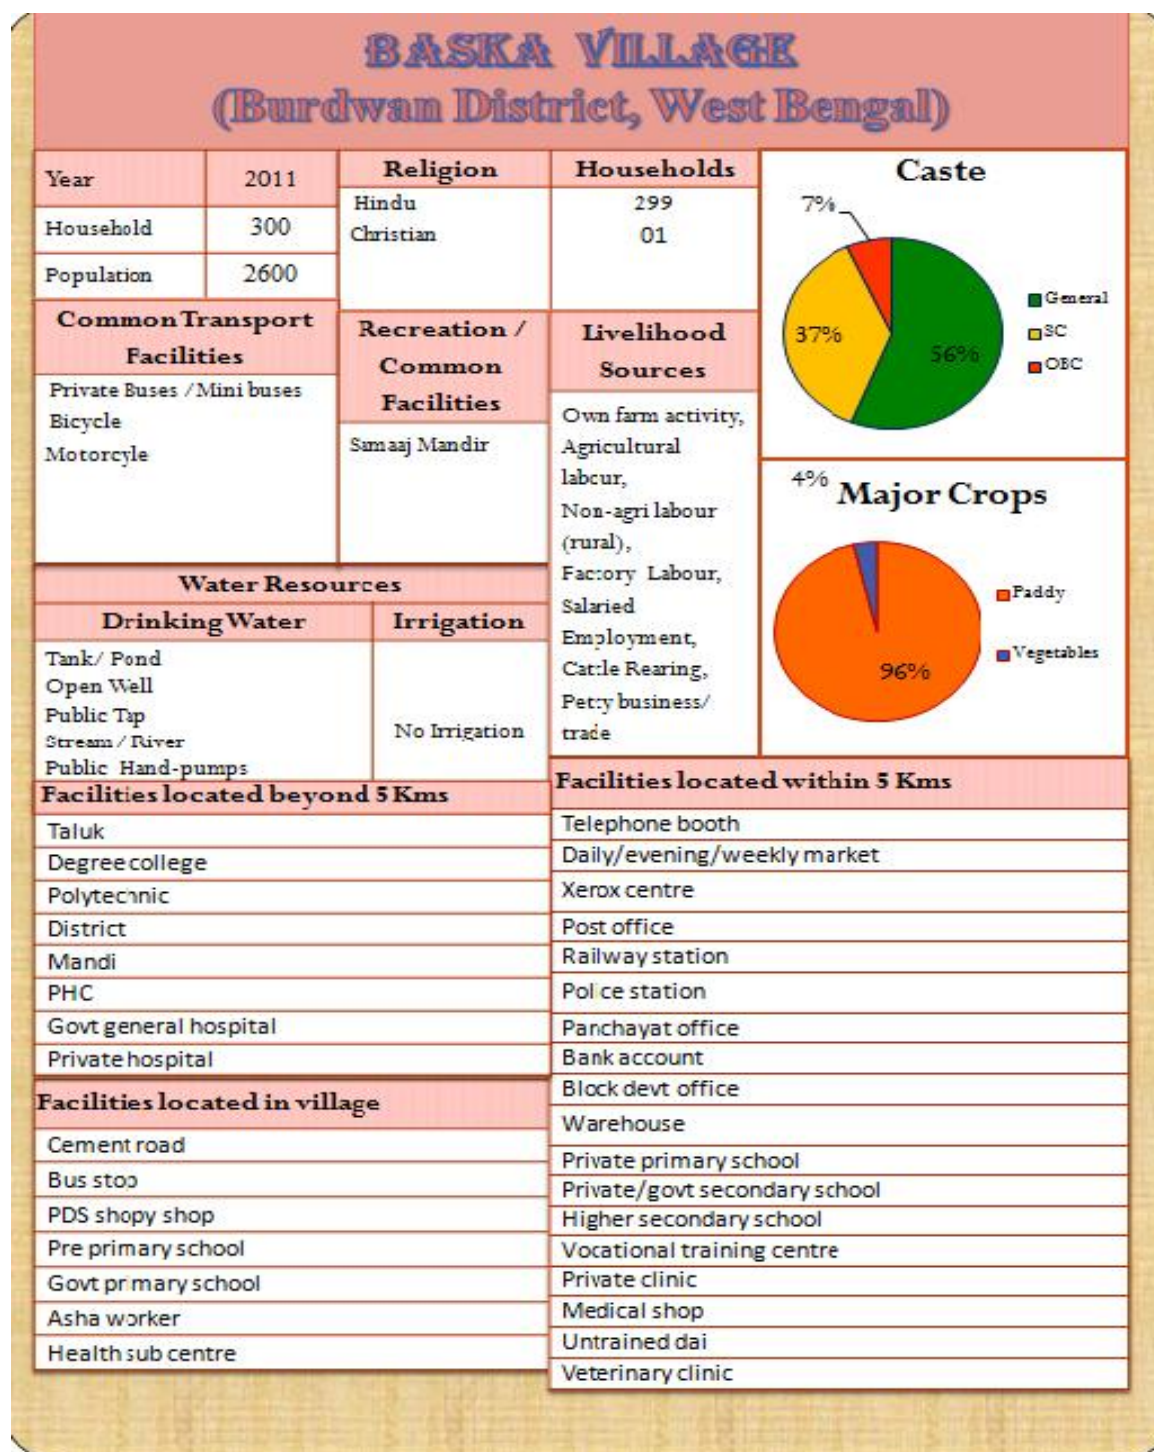 BASKA VILLAGE
(Burdwan District, West Bengal)
Year 2011
Household 300
Population 2600
Religion Households
Hindu 299
Christian 01
Caste
7%
37%
56%
General
SC
OBC
Common Transport
Facilities
Private Buses / Mini buses
Bicycle
Motorcyle
Recreation /
Common
Facilities
Samaaj Mandir
Livelihood
Sources
Own farm activity,
Agricultural
labour,
Non-agri labour
(rural),
Factory Labour,
Salaried
Employment,
Cattle Rearing,
Petty business/
trade
4%
Major Crops
96%
Paddy
Vegetables
Water Resources
Drinking Water Irrigation
Tank/ Pond
Open Well
Public Tap
Stream / River
Public Hand-pumps
No Irrigation
Facilities located beyond 5 Kms
Taluk
Degree college
Polytechnic
District
Mandi
PHC
Govt general hospital
Private hospital
Facilities located in village
Cement road
Bus stop
PDS shopy shop
Pre primary school
Govt primary school
Asha worker
Health sub centre
Facilities located within 5 Kms
Telephone booth
Daily/evening/weekly market
Xerox centre
Post office
Railway station
Police station
Panchayat office
Bank account
Block devt office
Warehouse
Private primary school
Private/govt secondary school
Higher secondary school
Vocational training centre
Private clinic
Medical shop
Untrained dai
Veterinary clinic